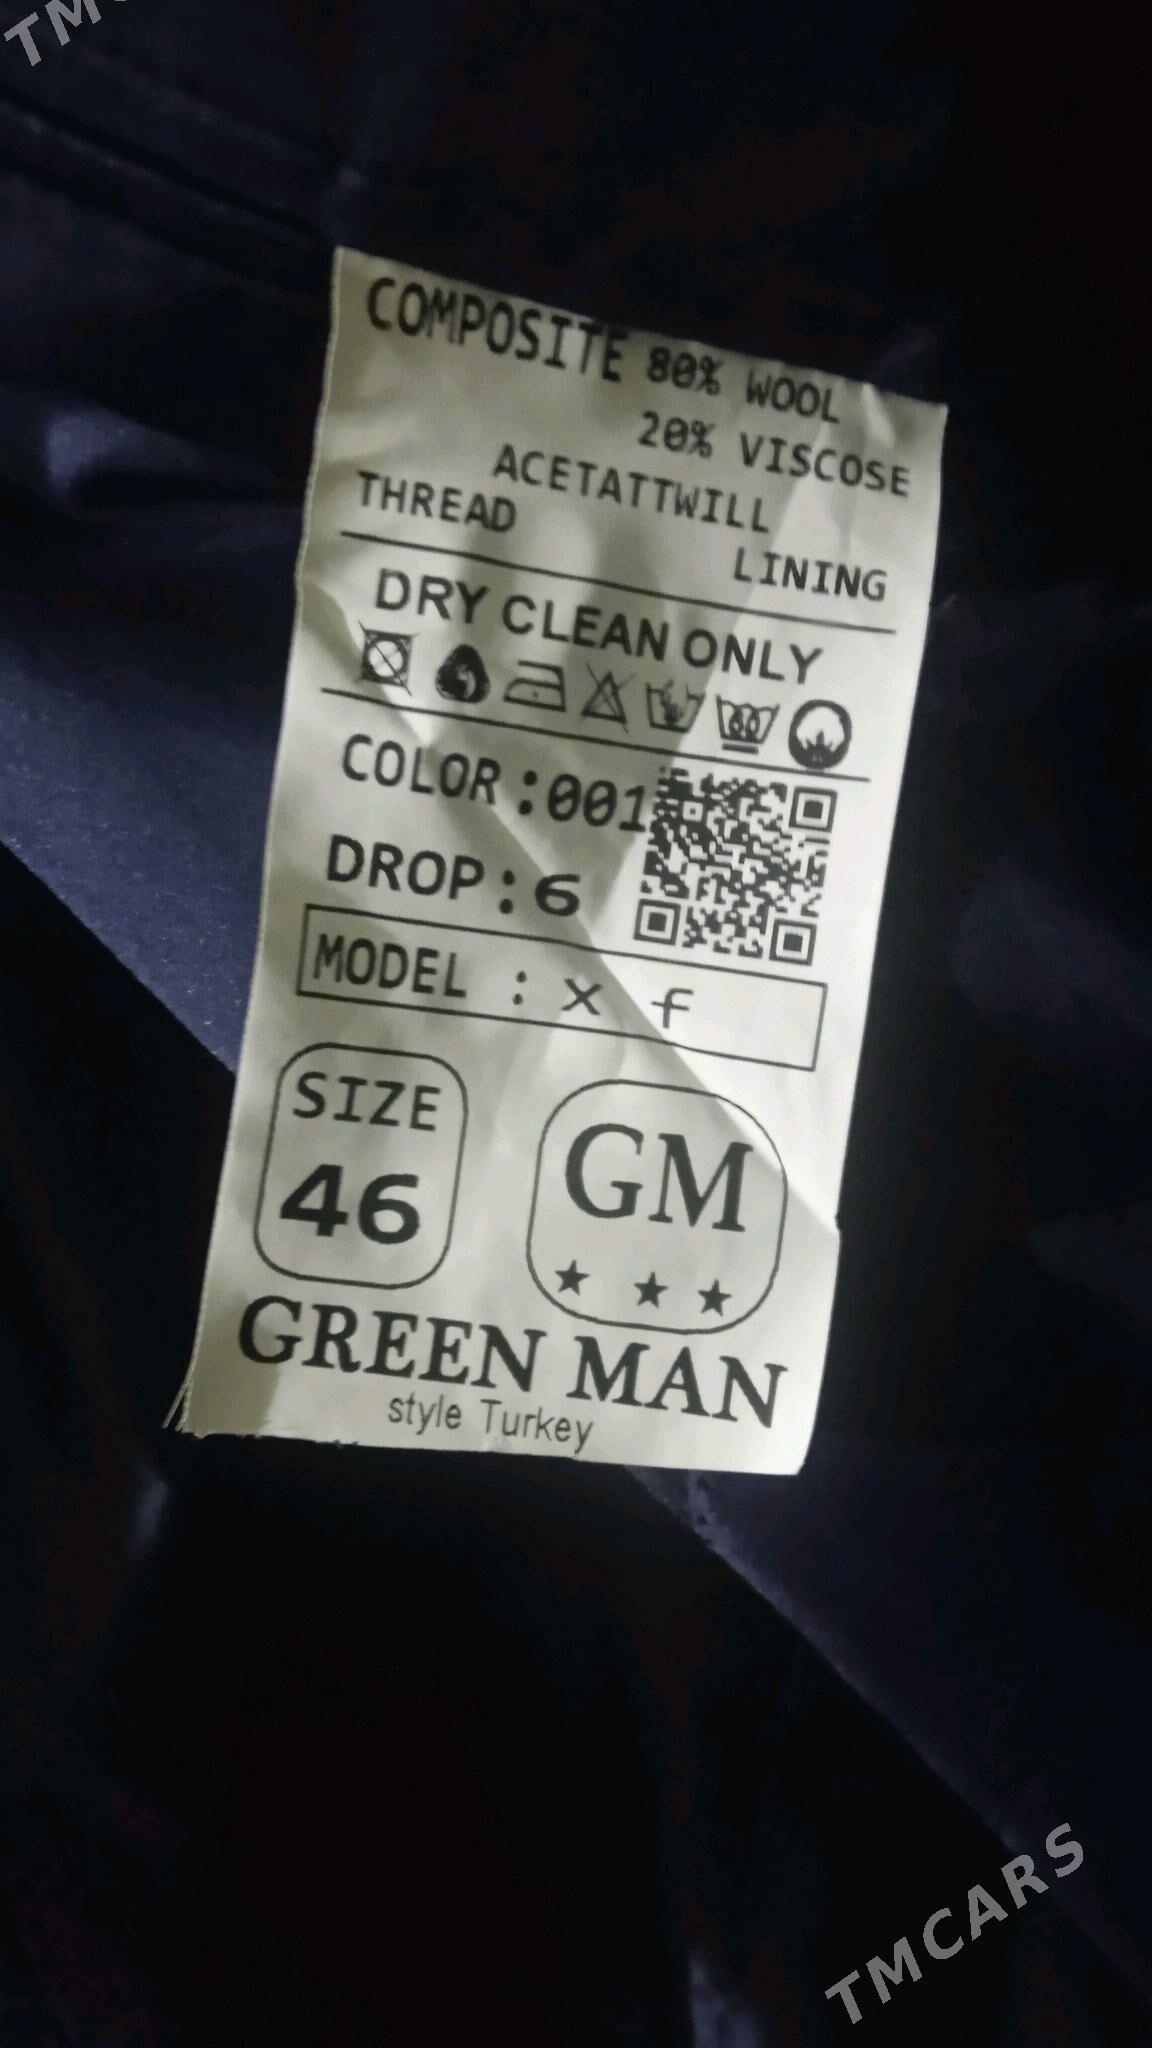 TMC
COMPOSITE 80% WOOL
20% VISCOSE
ACETATTWILL
THREAD
LINING
DRY CLEAN ONLY
COLOR :001
DROP:6
MODEL : x f
SIZE
46
GM
GREEN MAN
style Turkey
TMCARS